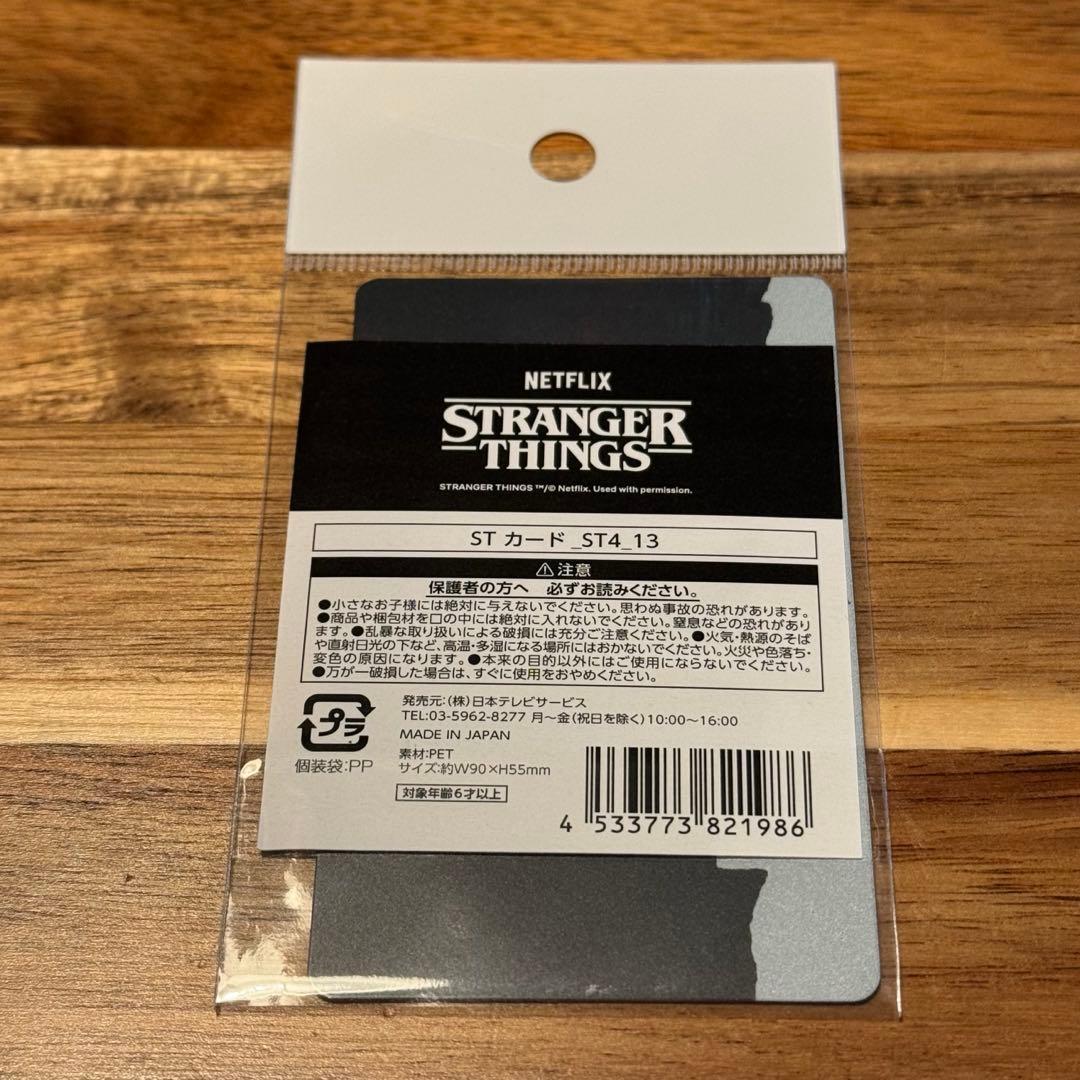 NETFLIX
STRANGER
THINGS
STRANGER THINGS ™/© Netflix. Used with permission.
ST カード _ST4_13
⚠注意
保護者の方へ 必ずお読みください。
●小さなお子様には絶対に与えないでください。思わぬ事故の恐れがあります。
●商品や梱包材を口の中には絶対に入れないでください。窒息などの恐れがあり
ます。●乱暴な取り扱いによる破損には充分ご注意ください。●火気・熱源のそば
や直射日光の下など、高温・多湿になる場所にはおかないでください。火災や色落ち・
変色の原因になります。●本来の目的以外にはご使用にならないでください。
●万が一破損した場合は、すぐに使用をおやめください。
プラ
個装袋:PP
発売元:(株)日本テレビサービス
TEL:03-5962-8277 月〜金(祝日を除く)10:00〜16:00
MADE IN JAPAN
素材:PET
サイズ:約W90×H55mm
対象年齢6才以上
4 533773 821986